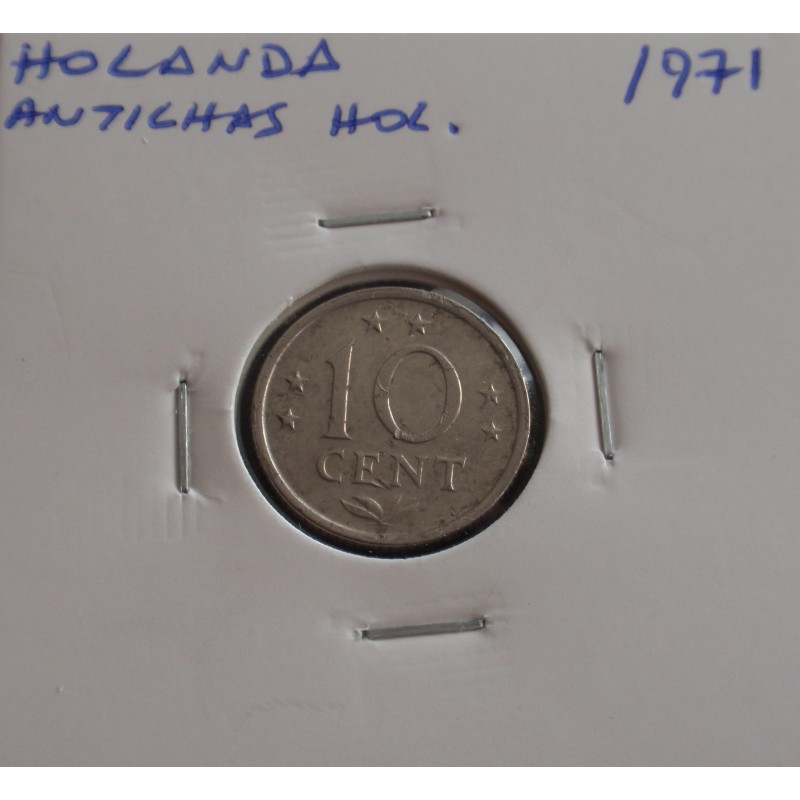 HOLANDA 1971
ANTILHAS HOL.
10
CENT